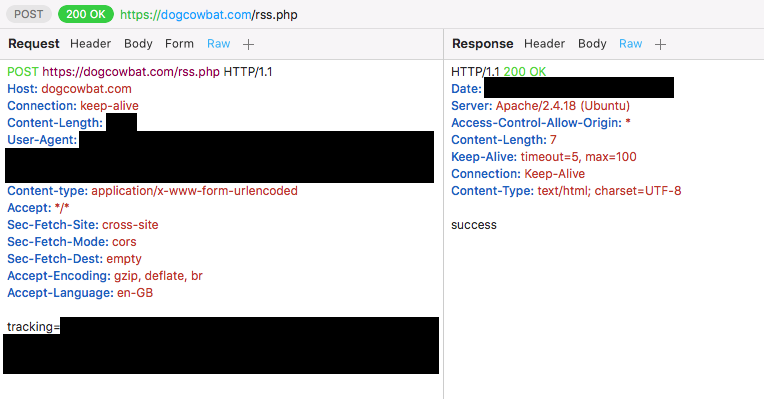 POST 200 OK https://dogcowbat.com/rss.php
Request Header Body Form Raw
POST https://dogcowbat.com/rss.php HTTP/1.1
Host: dogcowbat.com
Connection: keep-alive
Content-Length:
User-Agent:
Content-type: application/x-www-form-urlencoded
Accept: */*
Sec-Fetch-Site: cross-site
Sec-Fetch-Mode: cors
Sec-Fetch-Dest: empty
Accept-Encoding: gzip, deflate, br
Accept-Language: en-GB
tracking=
Response Header Body Raw
HTTP/1.1 200 OK
Date:
Server: Apache/2.4.18 (Ubuntu)
Access-Control-Allow-Origin: *
Content-Length: 7
Keep-Alive: timeout=5, max=100
Connection: Keep-Alive
Content-Type: text/html; charset=UTF-8
success